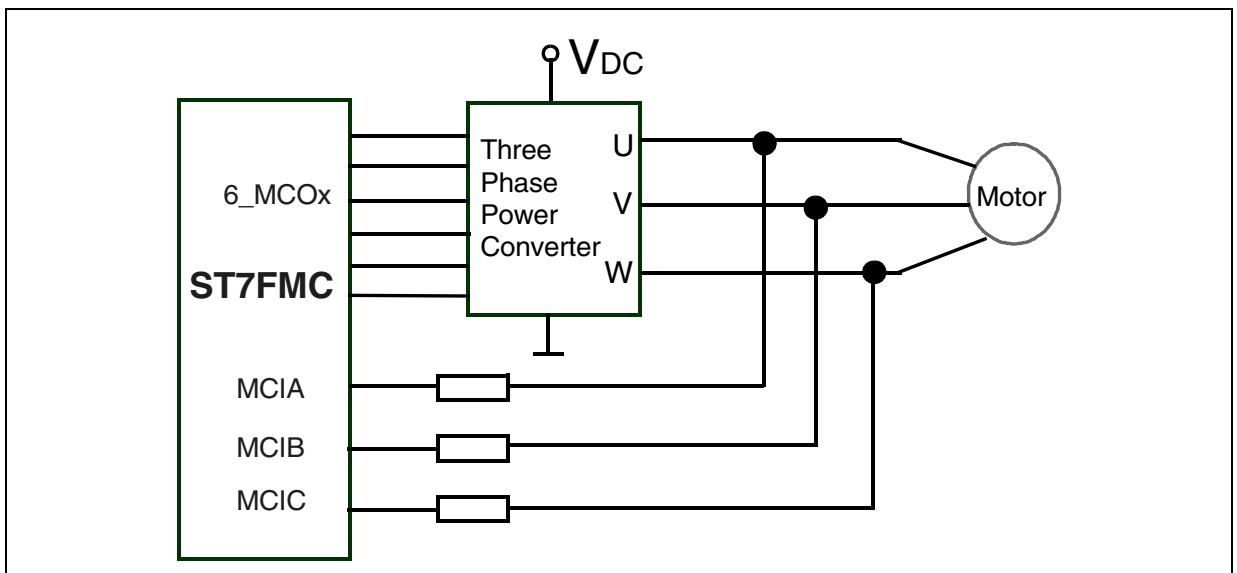 VDC
Three
Phase
Power
Converter
U
V
W
Motor
6_MCOx
ST7FMC
MCIA
MCIB
MCIC